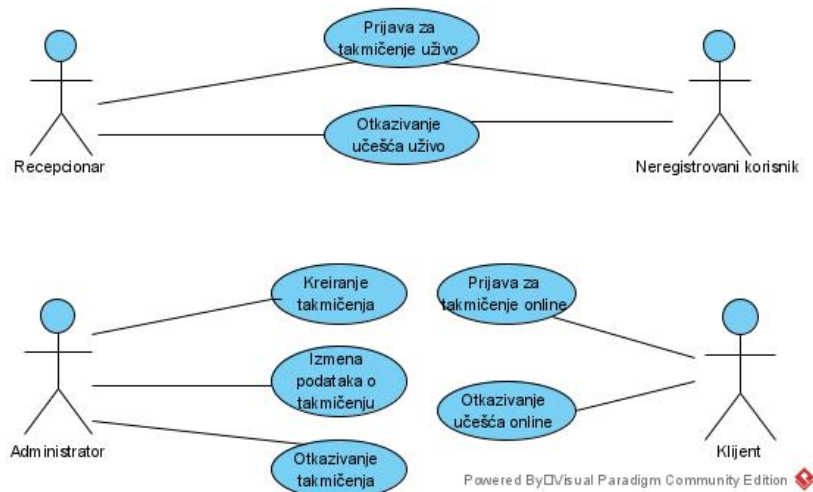 Prijava za
takmičenje uživo
Otkazivanje
učešća uživo
Recepcionar
Neregistrovani korisnik
Kreiranje
takmičenja
Prijava za
takmičenje online
Izmena
podataka o
takmičenju
Otkazivanje
učešća online
Administrator
Otkazivanje
takmičenja
Klijent
Powered By□Visual Paradigm Community Edition